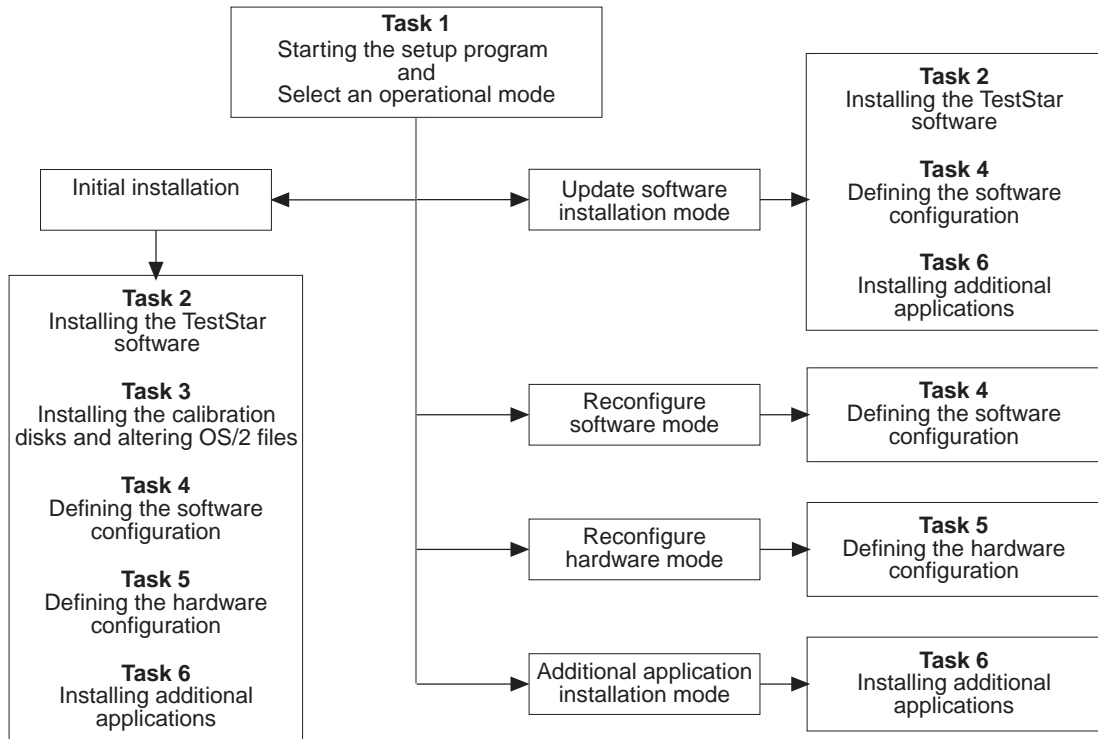 Task 1
Starting the setup program
and
Select an operational mode
Initial installation
Task 2
Installing the TestStar
software
Task 3
Installing the calibration
disks and altering OS/2 files
Task 4
Defining the software
configuration
Task 5
Defining the hardware
configuration
Task 6
Installing additional
applications
Update software
installation mode
Task 2
Installing the TestStar
software
Task 4
Defining the software
configuration
Task 6
Installing additional
applications
Reconfigure
software mode
Task 4
Defining the software
configuration
Reconfigure
hardware mode
Task 5
Defining the hardware
configuration
Additional application
installation mode
Task 6
Installing additional
applications